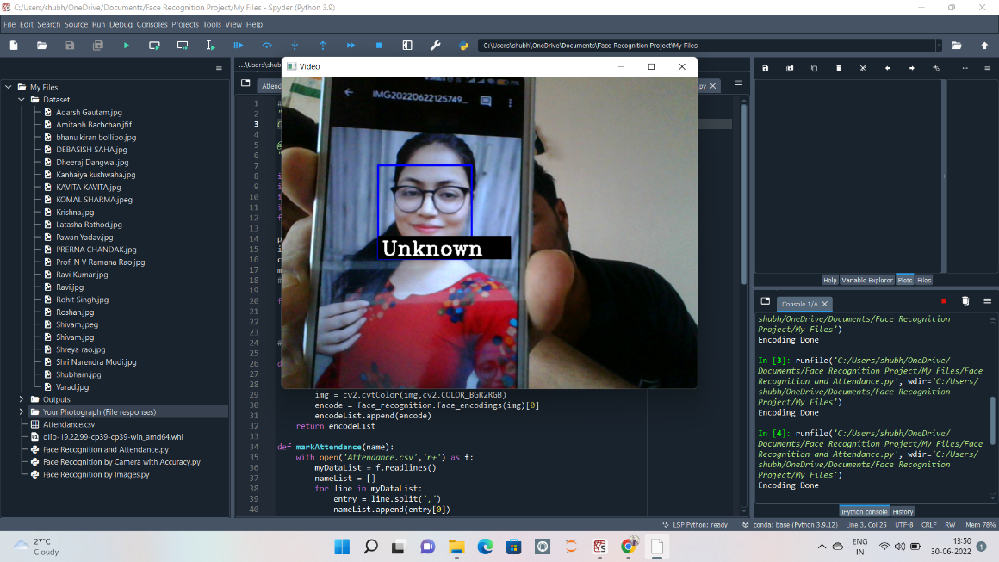 C:/Users/shubh/OneDrive/Documents/Face Recognition Project/My Files - Spyder (Python 3.9)
File Edit Search Source Run Debug Consoles Projects Tools View Help
C:\Users\shubh\OneDrive\Documents\Face Recognition Project\My Files
...\Users\shub
Video
My Files
Dataset
Adarsh Gautam.jpg
Amitabh Bachchan.jfif
bhanu kiran bollipo.jpg
DEBASISH SAHA.jpg
Dheeraj Dangwal.jpg
Kanhaiya kushwaha.jpg
KAVITA KAVITA.jpg
KOMAL SHARMA.jpeg
Krishna.jpg
Latasha Rathod.jpg
Pawan Yadav.jpg
PRERNA CHANDAK.jpg
Prof. N V Ramana Rao.jpg
Ravi Kumar.jpg
Ravi.jpg
Rohit Singh.jpg
Roshan.jpg
Shivam.jpeg
Shivam.jpg
Shreya rao.jpg
Shri Narendra Modi.jpg
Shubham.jpg
Varad.jpg
Outputs
Your Photograph (File responses)
Attendance.csv
dlib-19.22.99-cp39-cp39-win_amd64.whl
Face Recognition and Attendance.py
Face Recognition by Camera with Accuracy.py
Face Recognition by Images.py
Attend
.py
IMG20220622125749_...
Unknown
1
2
3
4
5
6
7
8
9
10
11
12
13
14
15
16
17
18
19
20
21
22
23
24
25
26
27
28
29 img = cv2.cvtColor(img,cv2.COLOR_BGR2RGB)
30 encode = face_recognition.face_encodings(img)[0]
31 encodeList.append(encode)
32 return encodeList
33
34 def markAttendance(name):
35 with open('Attendance.csv','r+') as f:
36 myDataList = f.readlines()
37 nameList = []
38 for line in myDataList:
39 entry = line.split(',')
40 nameList.append(entry[0])
Help Variable Explorer Plots Files
Console 1/A
shubh/OneDrive/Documents/Face Recognition
Project/My Files')
Encoding Done
In [3]: runfile('C:/Users/shubh/OneDrive/
Documents/Face Recognition Project/My Files/Face
Recognition and Attendance.py', wdir='C:/Users/
shubh/OneDrive/Documents/Face Recognition
Project/My Files')
Encoding Done
In [4]: runfile('C:/Users/shubh/OneDrive/
Documents/Face Recognition Project/My Files/Face
Recognition and Attendance.py', wdir='C:/Users/
shubh/OneDrive/Documents/Face Recognition
Project/My Files')
Encoding Done
IPython console History
LSP Python: ready conda: base (Python 3.9.12) Line 3, Col 25 UTF-8 CRLF RW Mem 78%
27°C
Cloudy
ENG
IN
13:50
30-06-2022
1